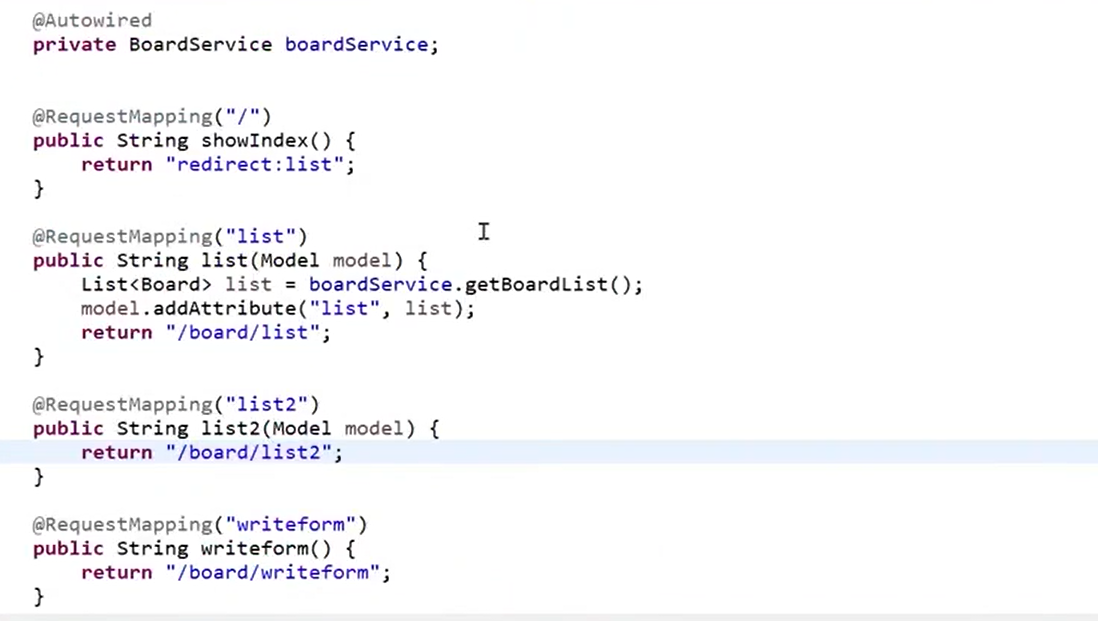 @Autowired
private BoardService boardService;
@RequestMapping("/")
public String showIndex() {
return "redirect:list";
}
@RequestMapping("list")
public String list(Model model) {
List<Board> list = boardService.getBoardList();
model.addAttribute("list", list);
return "/board/list";
}
@RequestMapping("list2")
public String list2(Model model) {
return "/board/list2";
}
@RequestMapping("writeform")
public String writeform() {
return "/board/writeform";
}